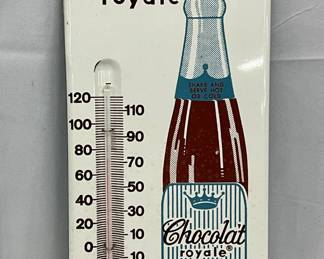 royale
SHAKE AND
SERVE HOT
OR COLD
120
110
100
90
80
70
60
50
40
30
20
10
0
10
Chocolat
royale®